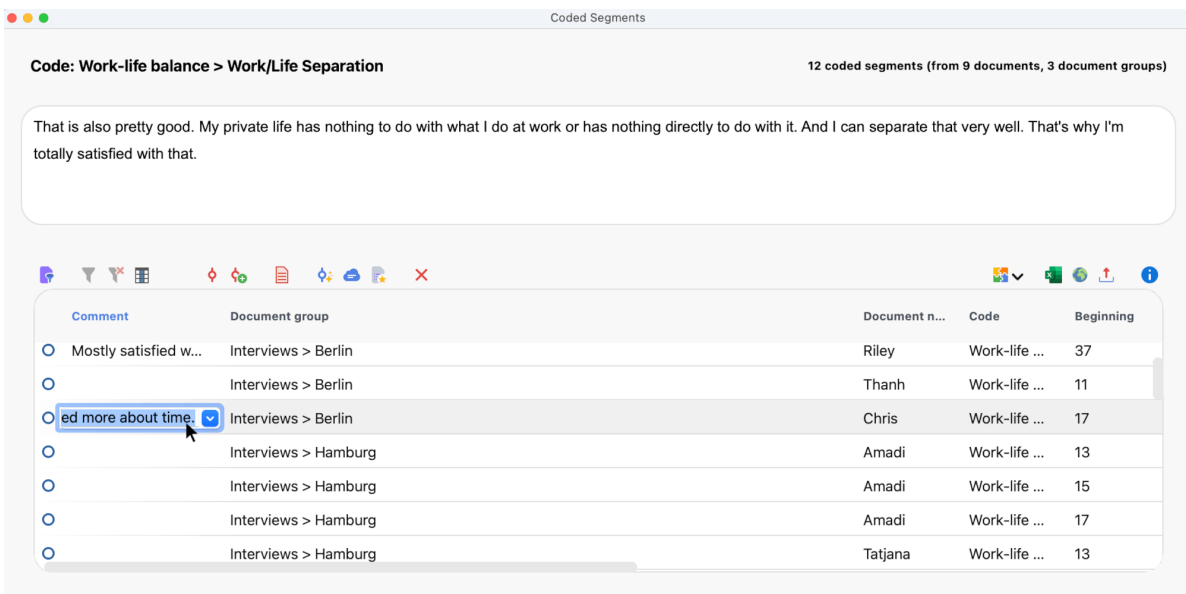 Coded Segments
Code: Work-life balance > Work/Life Separation
12 coded segments (from 9 documents, 3 document groups)
That is also pretty good. My private life has nothing to do with what I do at work or has nothing directly to do with it. And I can separate that very well. That's why I'm
totally satisfied with that.
Comment Document group Document n... Code Beginning
Mostly satisfied w... Interviews > Berlin Riley Work-life ... 37
Interviews > Berlin Thanh Work-life ... 11
ed more about time. Interviews > Berlin Chris Work-life ... 17
Interviews > Hamburg Amadi Work-life ... 13
Interviews > Hamburg Amadi Work-life ... 15
Interviews > Hamburg Amadi Work-life ... 17
Interviews > Hamburg Tatjana Work-life ... 13